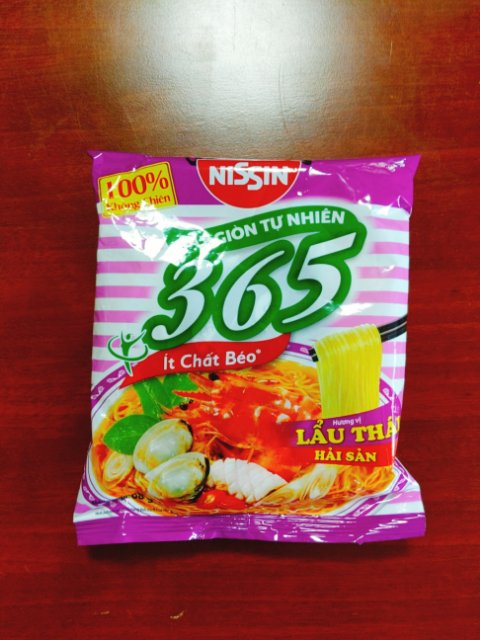 NISSIN
100%
Không Chiên
GIÒN TỰ NHIÊN
365
Ít Chất Béo*
Hương vị
LẨU THÁI
HẢI SẢN